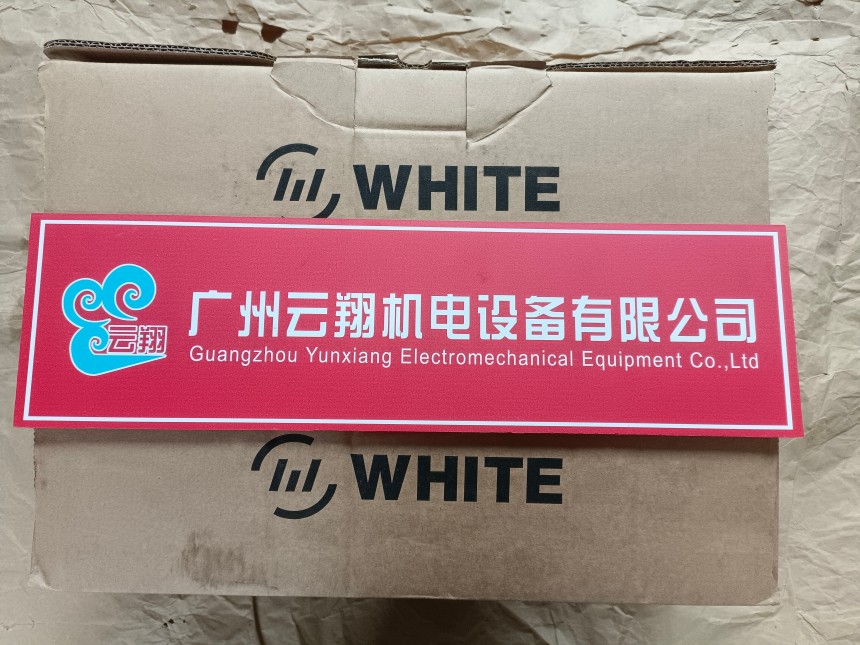 WHITE
云翔
广州云翔机电设备有限公司
Guangzhou Yunxiang Electromechanical Equipment Co.,Ltd
WHITE